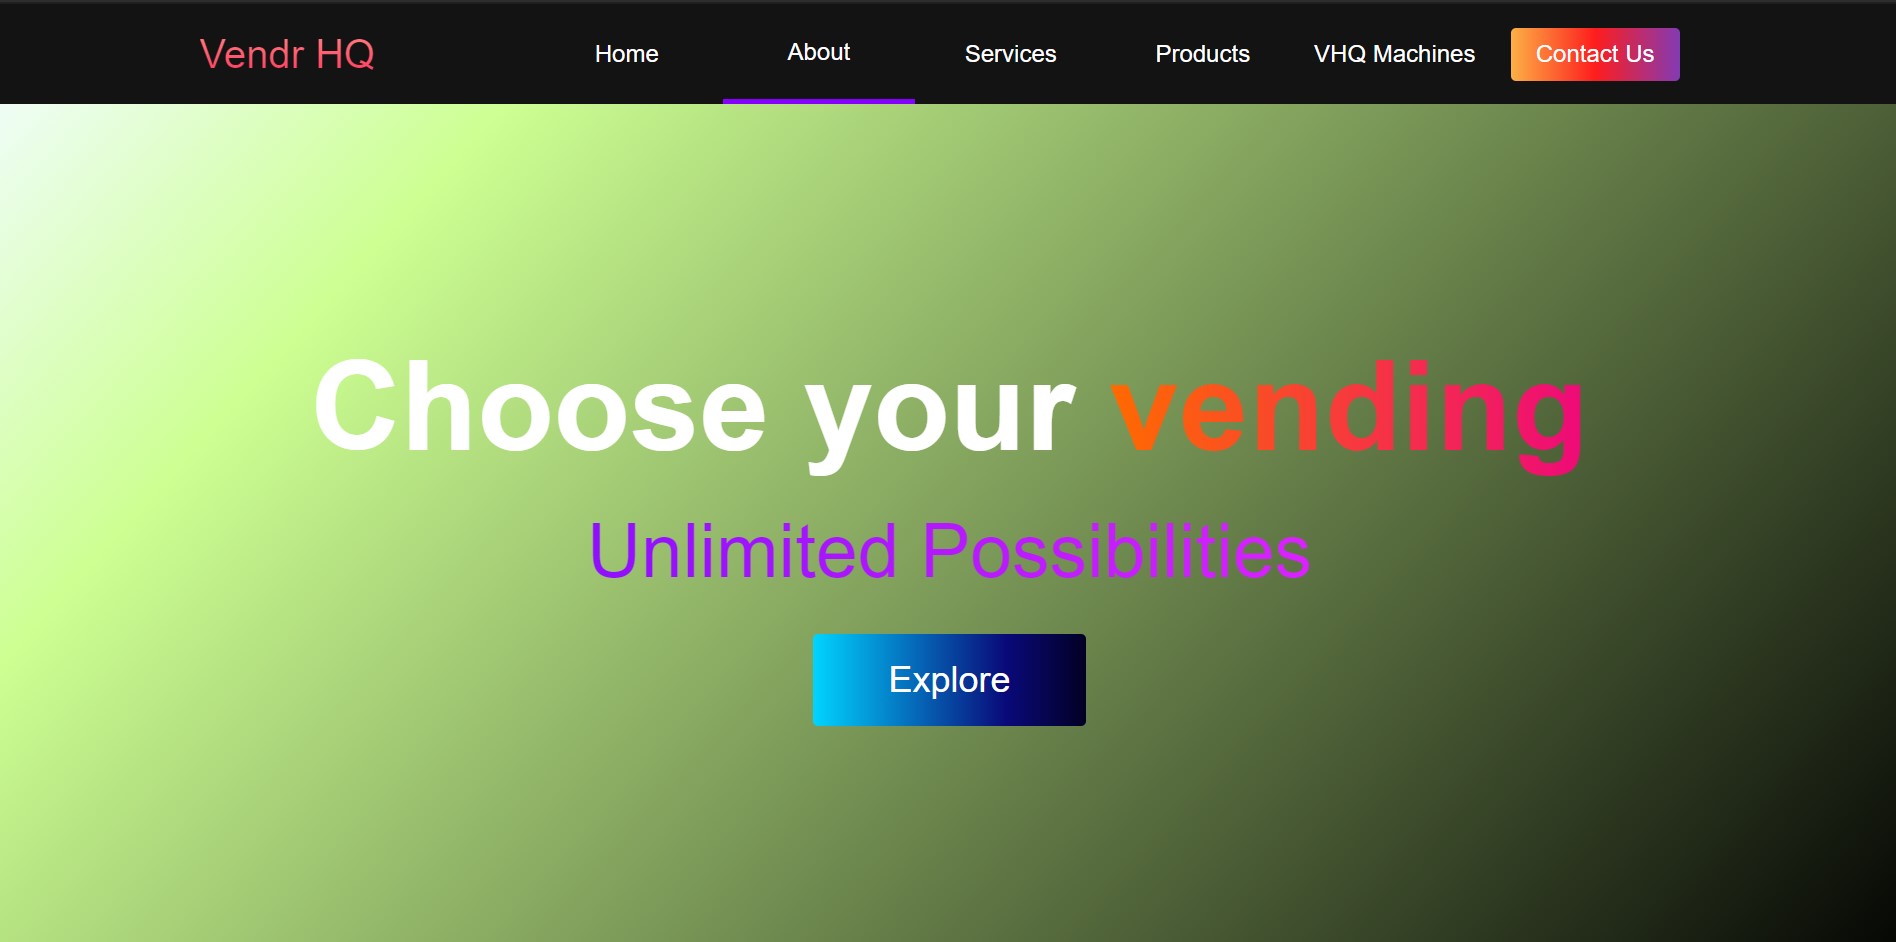 Vendr HQ
Home About Services Products VHQ Machines Contact Us
Choose your vending
Unlimited Possibilities
Explore